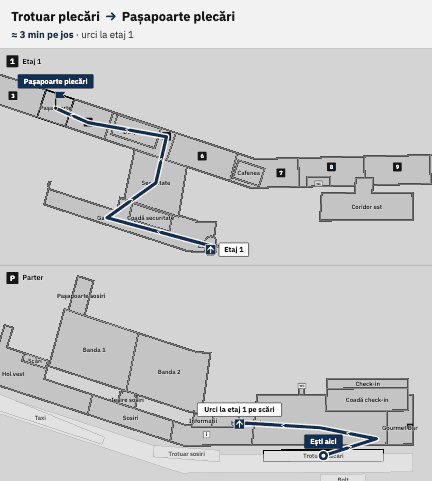 Trotuar plecări → Pașapoarte plecări
≈ 3 min pe jos · urci la etaj 1
1 Etaj 1
Pașapoarte plecări
3
6
Cafenea
7
8
9
Securitate
Coadă securitate
Coridor est
Etaj 1
P Parter
Pașapoarte sosiri
Banda 1
Banda 2
Hol vest
Sosiri
Taxi
Trotuar sosiri
Informații
Urci la etaj 1 pe scări
Ești aici
Check-in
Coadă check-in
Gourmet Bar